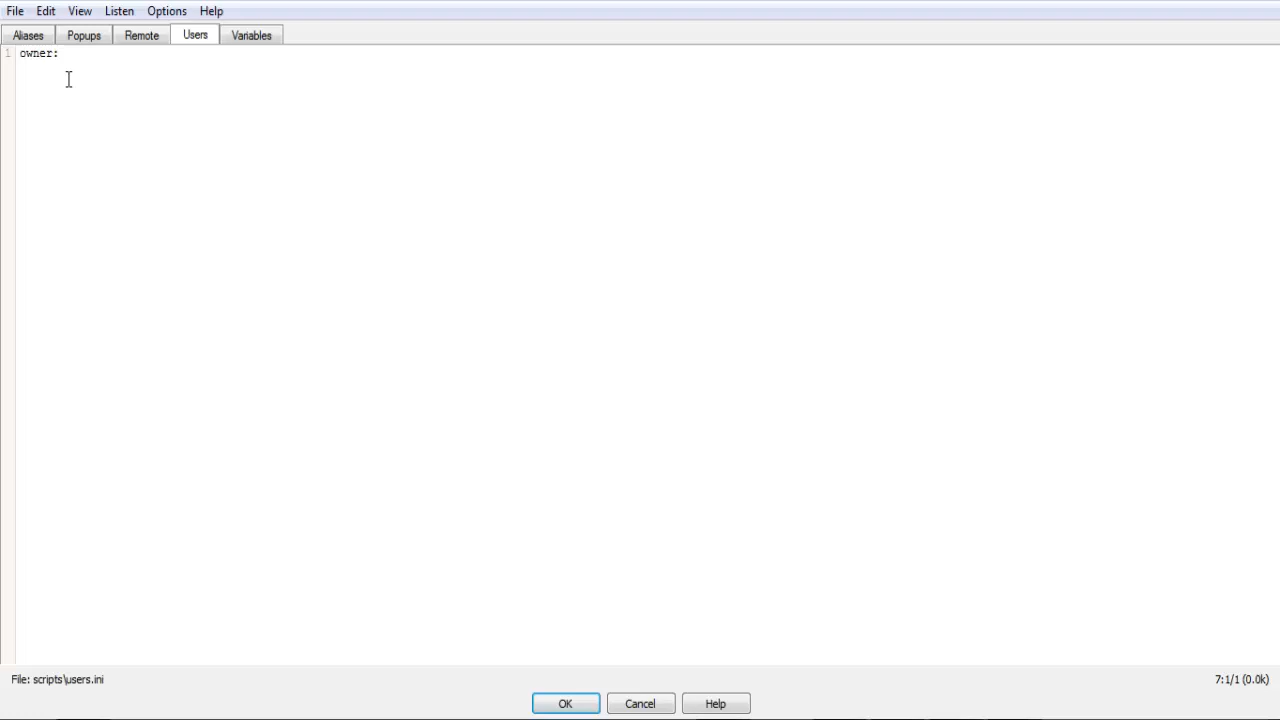 File Edit View Listen Options Help
Aliases Popups Remote Users Variables
1 owner:
File: scripts\users.ini 7:1/1 (0.0k)
OK Cancel Help